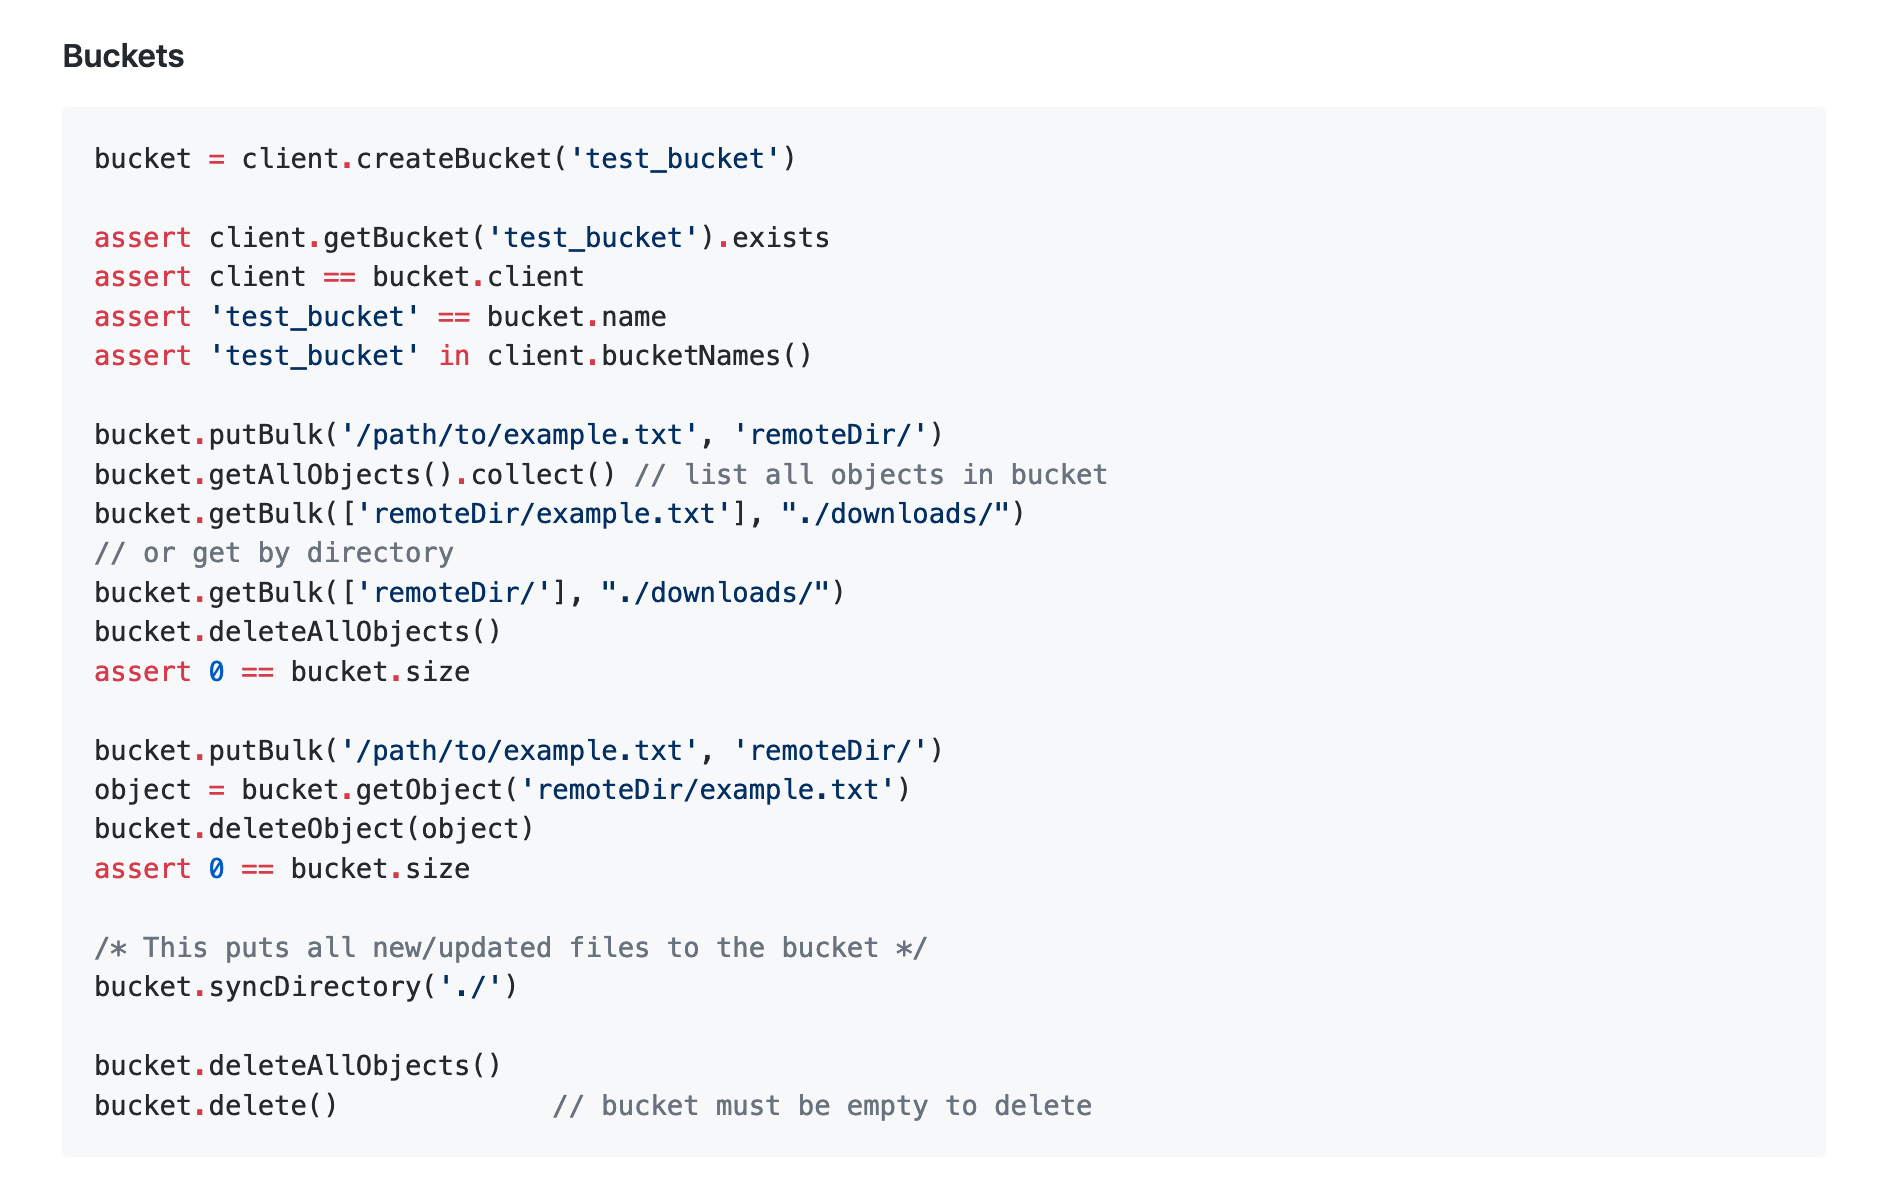 Buckets
bucket = client.createBucket('test_bucket')
assert client.getBucket('test_bucket').exists
assert client == bucket.client
assert 'test_bucket' == bucket.name
assert 'test_bucket' in client.bucketNames()
bucket.putBulk('/path/to/example.txt', 'remoteDir/')
bucket.getAllObjects().collect() // list all objects in bucket
bucket.getBulk(['remoteDir/example.txt'], "./downloads/")
// or get by directory
bucket.getBulk(['remoteDir/'], "./downloads/")
bucket.deleteAllObjects()
assert 0 == bucket.size
bucket.putBulk('/path/to/example.txt', 'remoteDir/')
object = bucket.getObject('remoteDir/example.txt')
bucket.deleteObject(object)
assert 0 == bucket.size
/* This puts all new/updated files to the bucket */
bucket.syncDirectory('./')
bucket.deleteAllObjects()
bucket.delete()             // bucket must be empty to delete